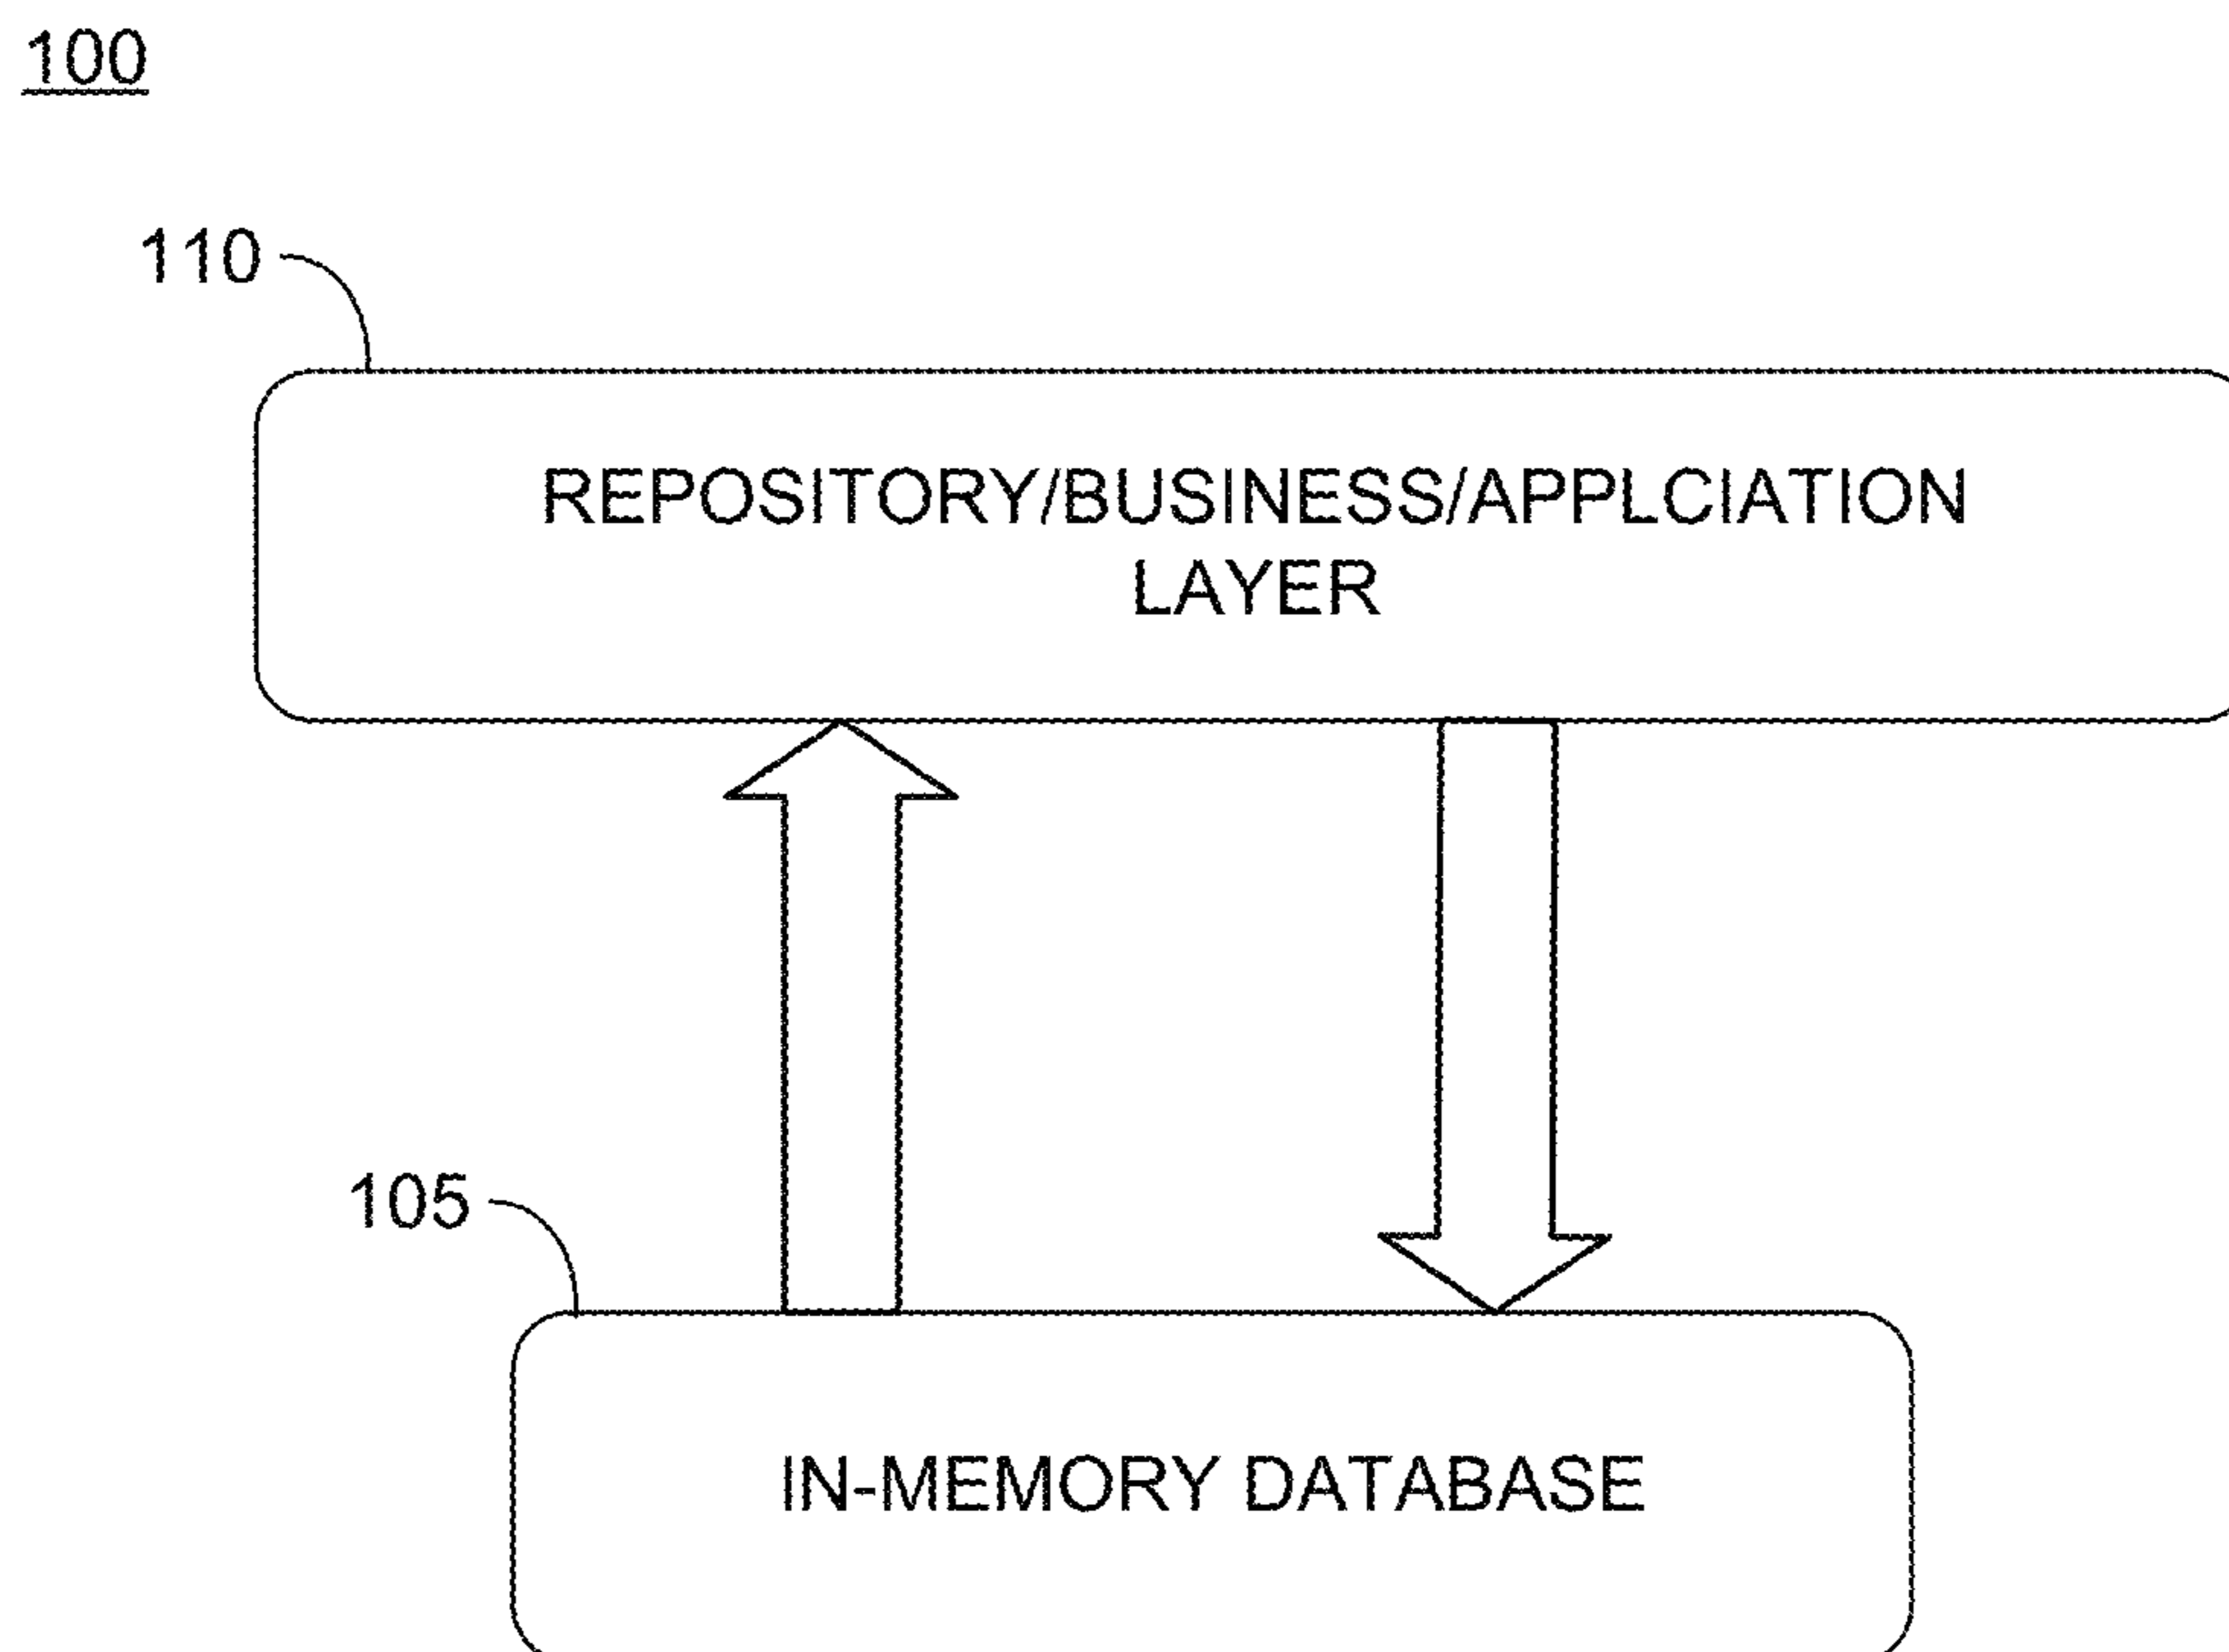 100
110
REPOSITORY/BUSINESS/APPLCIATION
LAYER
105
IN-MEMORY DATABASE